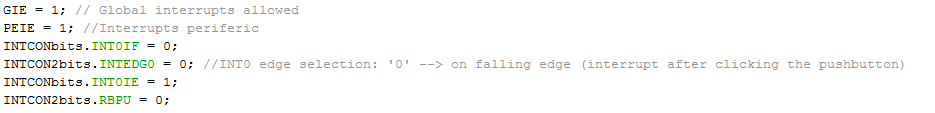 GIE = 1; // Global interrupts allowed
PEIE = 1; //Interrupts periferic
INTCONbits.INT0IF = 0;
INTCON2bits.INTEDG0 = 0; //INT0 edge selection: '0' --> on falling edge (interrupt after clicking the pushbutton)
INTCONbits.INT0IE = 1;
INTCON2bits.RBPU = 0;